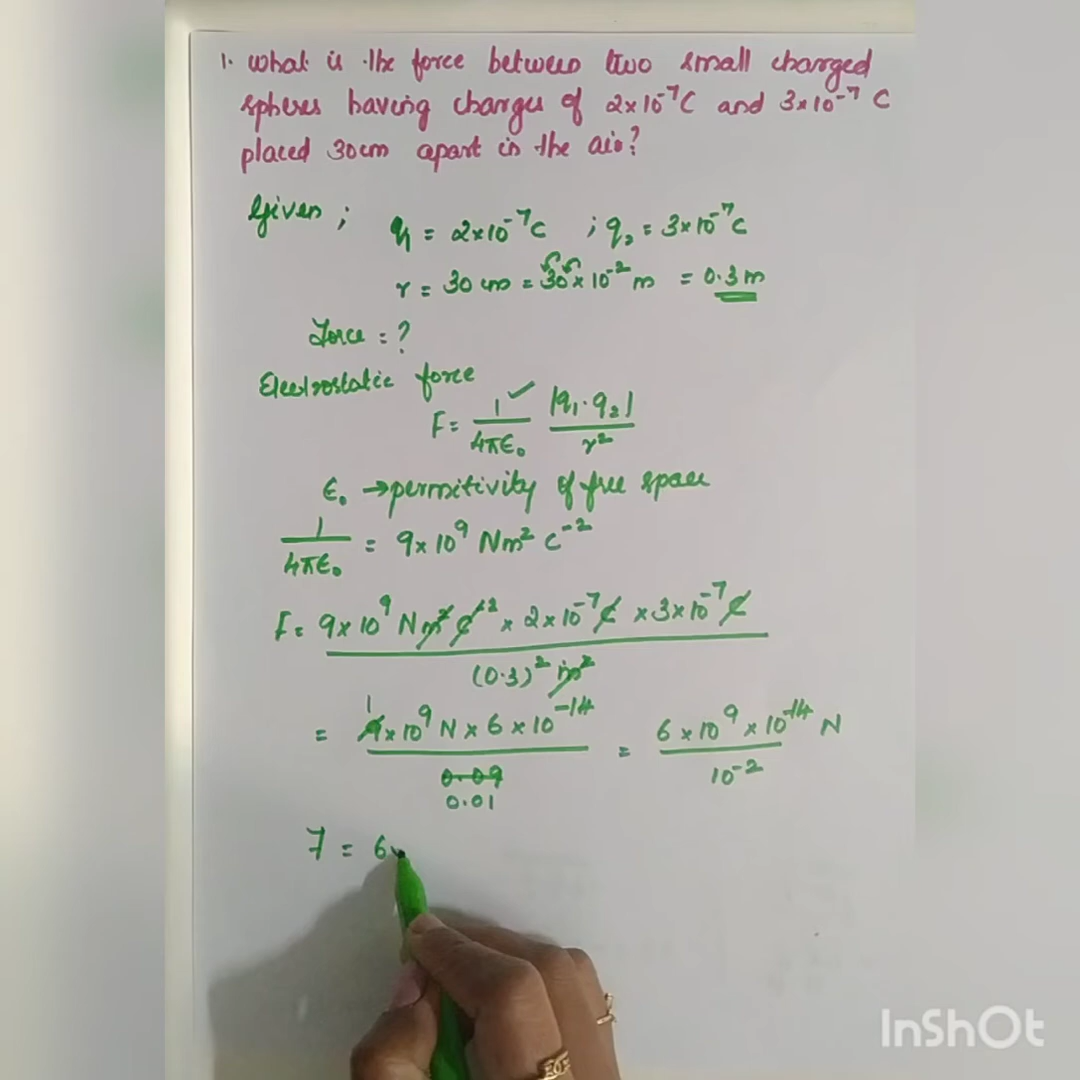 1. What is the force between two small charged
spheres having charges of 2×10⁻⁷C and 3×10⁻⁷ C
placed 30cm apart in the air?
Given ;
q₁ = 2×10⁻⁷C ; q₂ = 3×10⁻⁷C
r = 30 cm = 30×10⁻² m = 0.3 m
Force = ?
Electrostatic force
F = 1/4πε₀ |q₁·q₂|/r²
ε₀ → permitivity of free space
1/4πε₀ = 9×10⁹ Nm² C⁻²
F = 9×10⁹ Nm² C⁻² × 2×10⁻⁷C × 3×10⁻⁷C / (0.3)² m²
= 9×10⁹ N × 6×10⁻¹⁴ / 0.09 = 6×10⁹×10⁻¹⁴ N / 10⁻²
1
0.01
F = 6×
InShOt